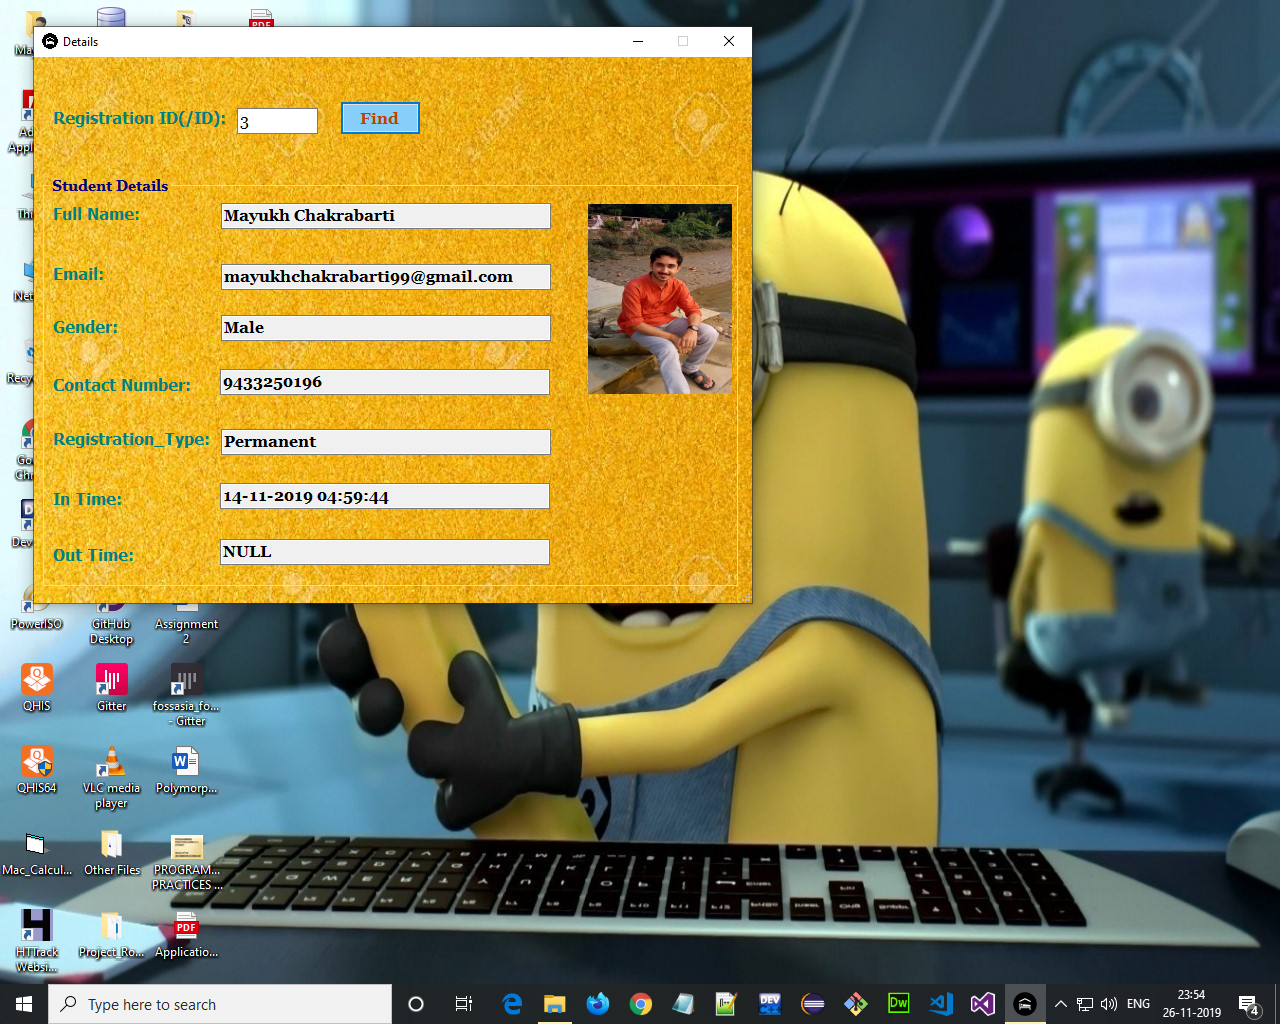 Details
Registration ID(/ID): 3 Find
Student Details
Full Name: Mayukh Chakrabarti
Email: mayukhchakrabarti99@gmail.com
Gender: Male
Contact Number: 9433250196
Registration_Type: Permanent
In Time: 14-11-2019 04:59:44
Out Time: NULL
PowerISO GitHub Desktop Assignment 2
QHIS Gitter fossasia_fo... - Gitter
QHIS64 VLC media player Polymorp...
Mac_Calcul... Other Files PROGRAM... PRACTICES ...
HTTrack Websi... Project_Ro... Applicatio...
Type here to search
ENG
23:54
26-11-2019
4